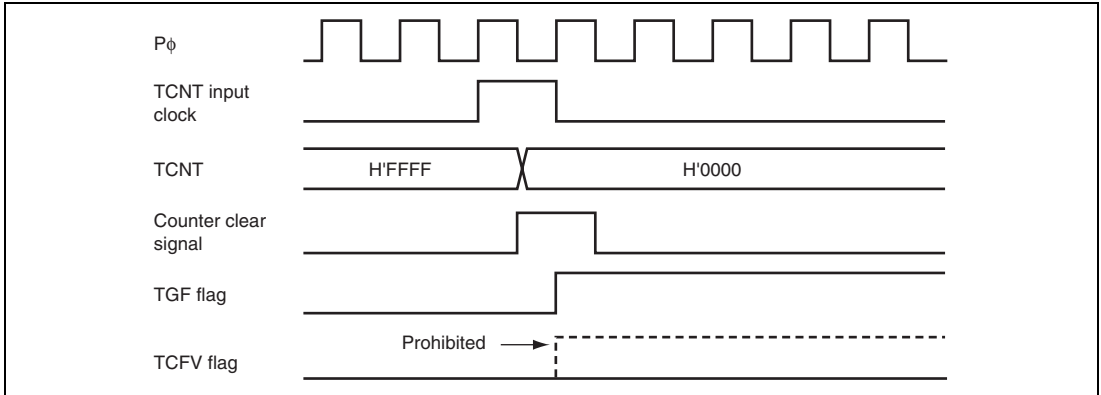 Pϕ
TCNT input
clock
TCNT
H'FFFF
H'0000
Counter clear
signal
TGF flag
Prohibited
TCFV flag